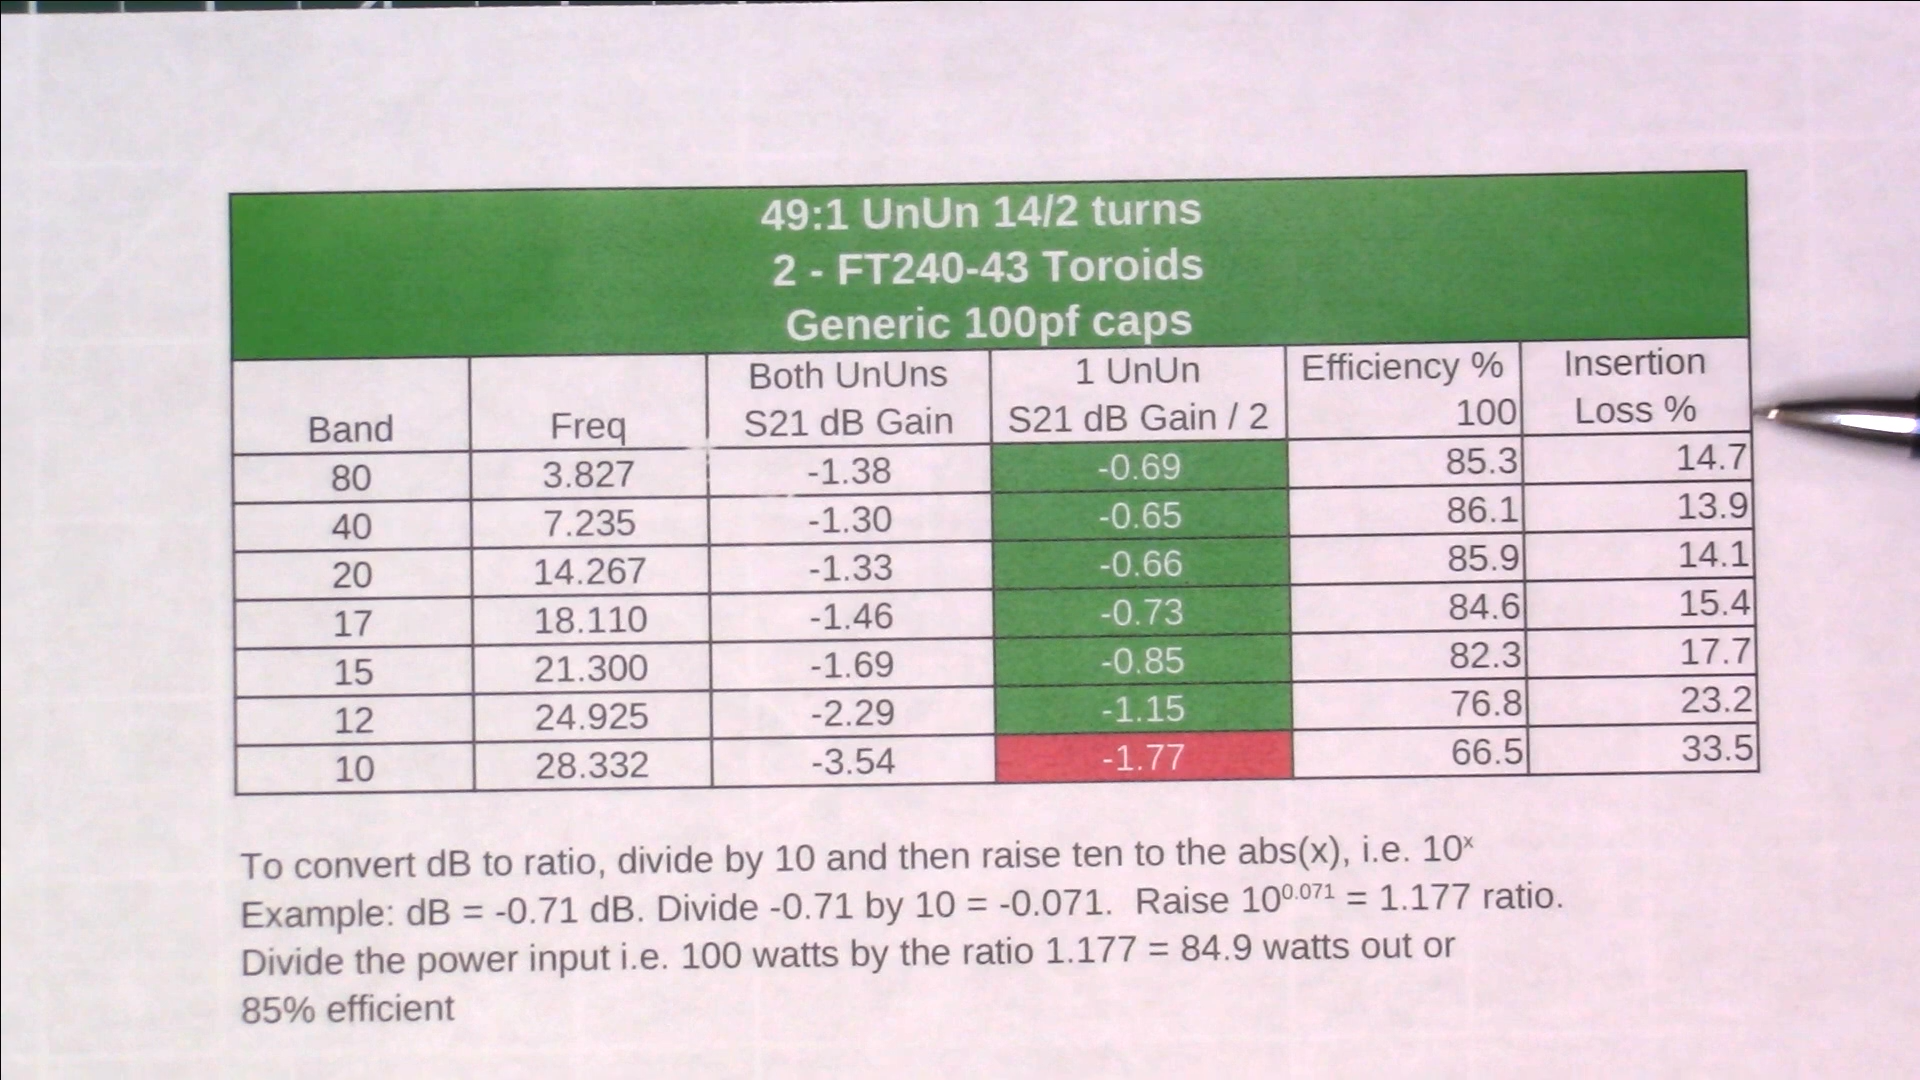 49:1 UnUn 14/2 turns
2 - FT240-43 Toroids
Generic 100pf caps
Band Freq Both UnUns S21 dB Gain 1 UnUn S21 dB Gain / 2 Efficiency % 100 Insertion Loss %
80 3.827 -1.38 -0.69 85.3 14.7
40 7.235 -1.30 -0.65 86.1 13.9
20 14.267 -1.33 -0.66 85.9 14.1
17 18.110 -1.46 -0.73 84.6 15.4
15 21.300 -1.69 -0.85 82.3 17.7
12 24.925 -2.29 -1.15 76.8 23.2
10 28.332 -3.54 -1.77 66.5 33.5
To convert dB to ratio, divide by 10 and then raise ten to the abs(x), i.e. 10ˣ
Example: dB = -0.71 dB. Divide -0.71 by 10 = -0.071. Raise 10⁰·⁰⁷¹ = 1.177 ratio.
Divide the power input i.e. 100 watts by the ratio 1.177 = 84.9 watts out or
85% efficient